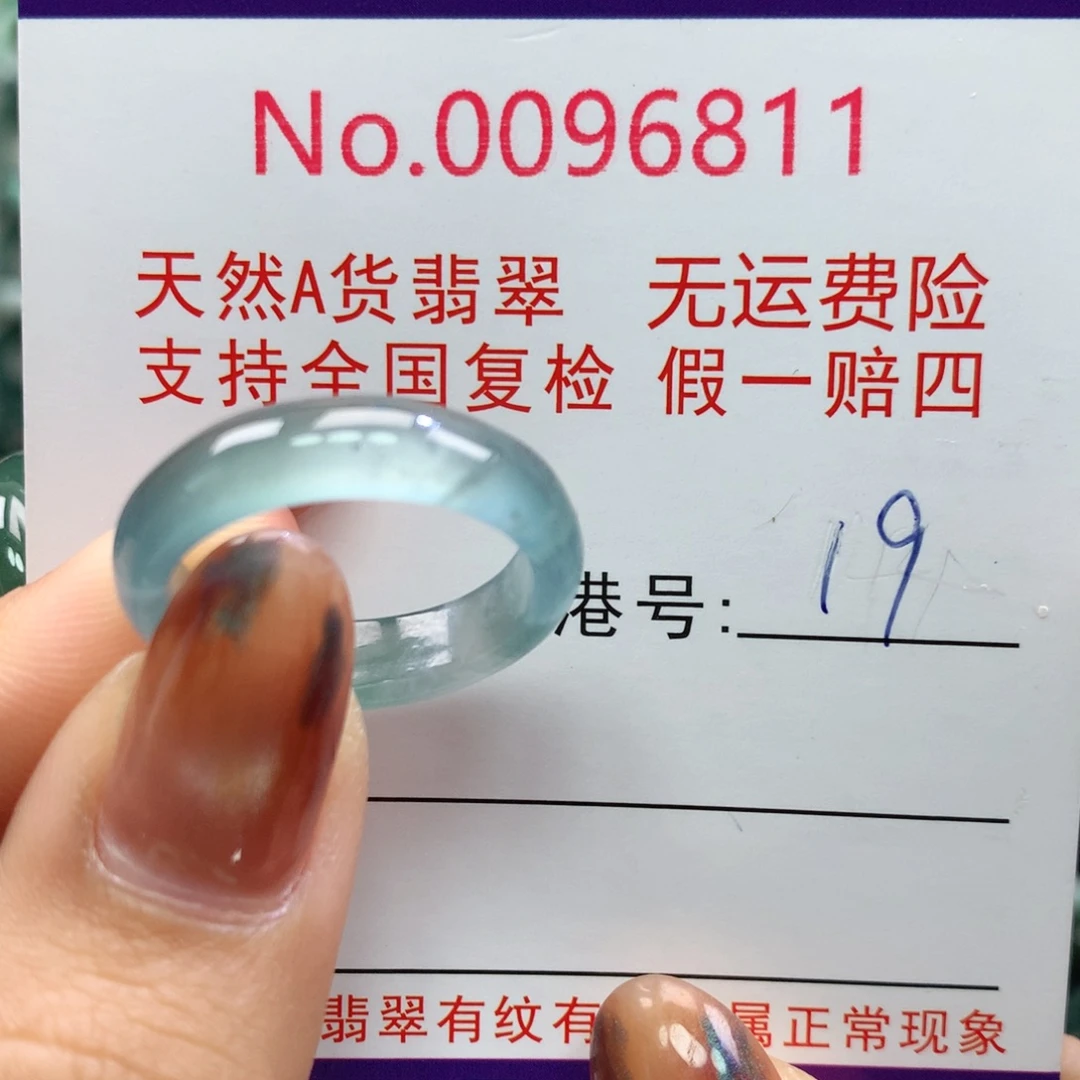 No.0096811
天然A货翡翠 无运费险
支持全国复检 假一赔四
港号: 19
翡翠有纹有 属正常现象